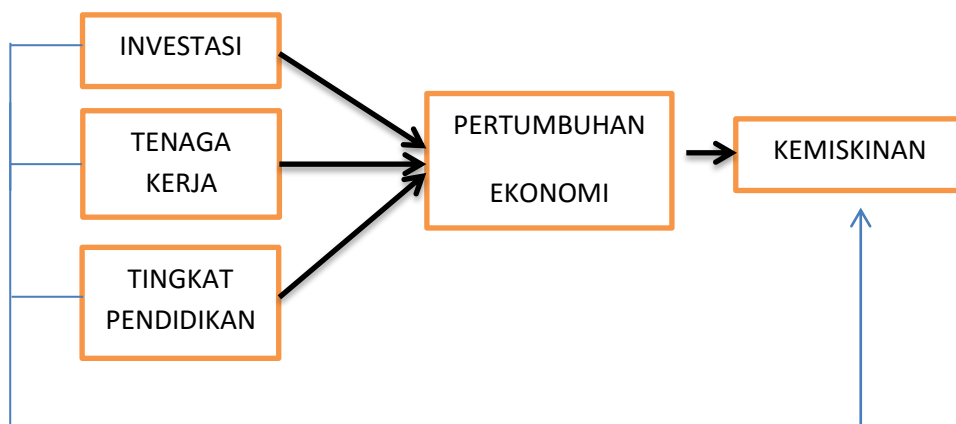 INVESTASI
TENAGA
KERJA
TINGKAT
PENDIDIKAN
PERTUMBUHAN
EKONOMI
KEMISKINAN